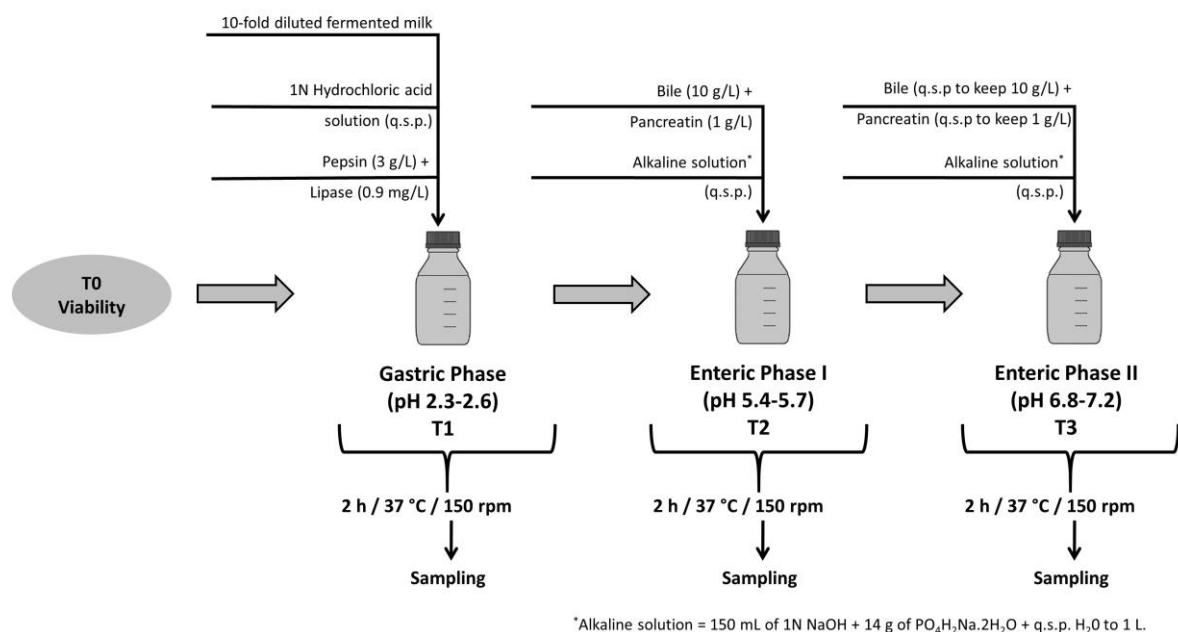 10-fold diluted fermented milk
1N Hydrochloric acid
solution (q.s.p.)
Pepsin (3 g/L) +
Lipase (0.9 mg/L)
Bile (10 g/L) +
Pancreatin (1 g/L)
Alkaline solution*
(q.s.p.)
Bile (q.s.p to keep 10 g/L) +
Pancreatin (q.s.p to keep 1 g/L)
Alkaline solution*
(q.s.p.)
T0
Viability
Gastric Phase
(pH 2.3-2.6)
T1
2 h / 37 °C / 150 rpm
Sampling
Enteric Phase I
(pH 5.4-5.7)
T2
2 h / 37 °C / 150 rpm
Sampling
Enteric Phase II
(pH 6.8-7.2)
T3
2 h / 37 °C / 150 rpm
Sampling
*Alkaline solution = 150 mL of 1N NaOH + 14 g of PO₄H₂Na.2H₂O + q.s.p. H₂0 to 1 L.